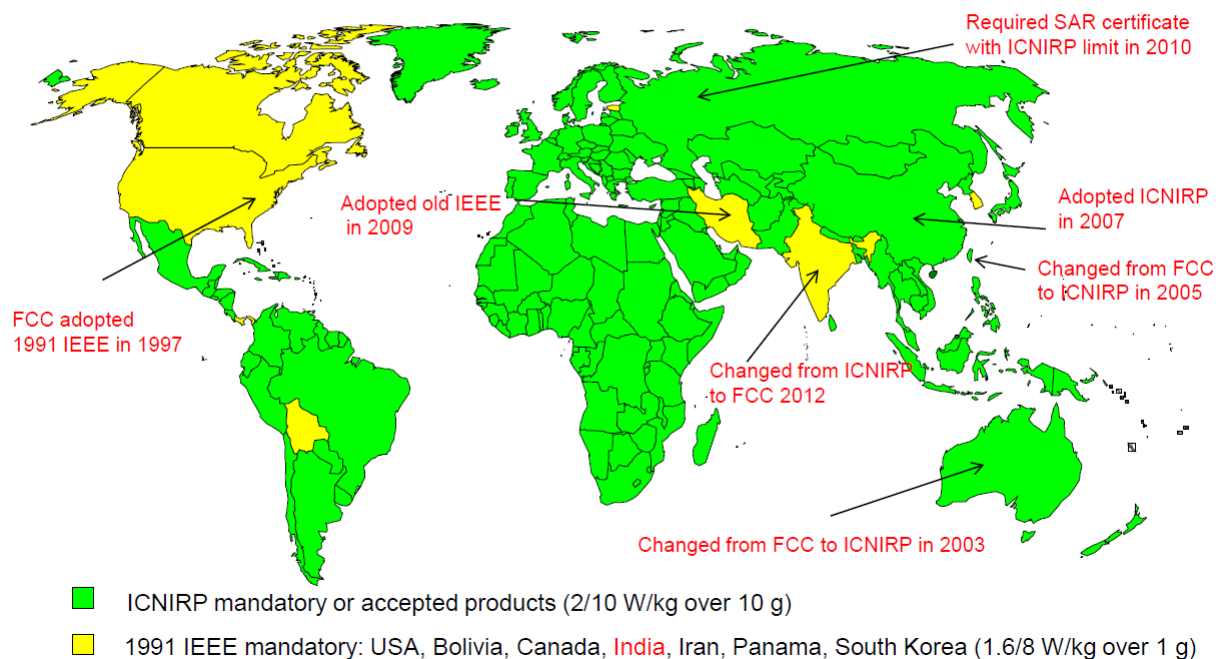 Required SAR certificate
with ICNIRP limit in 2010
Adopted old IEEE
in 2009
Adopted ICNIRP
in 2007
Changed from FCC
to ICNIRP in 2005
FCC adopted
1991 IEEE in 1997
Changed from ICNIRP
to FCC 2012
Changed from FCC to ICNIRP in 2003
ICNIRP mandatory or accepted products (2/10 W/kg over 10 g)
1991 IEEE mandatory: USA, Bolivia, Canada, India, Iran, Panama, South Korea (1.6/8 W/kg over 1 g)